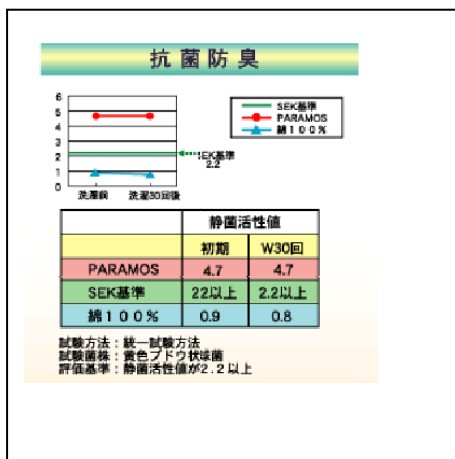 抗菌防臭
6
5
4
3
2
1
0
洗濯前 洗濯30回後
SEK基準
2.2
SEK基準
PARAMOS
綿100%
静菌活性値
初期 W30回
PARAMOS 4.7 4.7
SEK基準 22以上 2.2以上
綿100% 0.9 0.8
試験方法:統一試験方法
試験菌株:黄色ブドウ状球菌
評価基準:静菌活性値が2.2以上